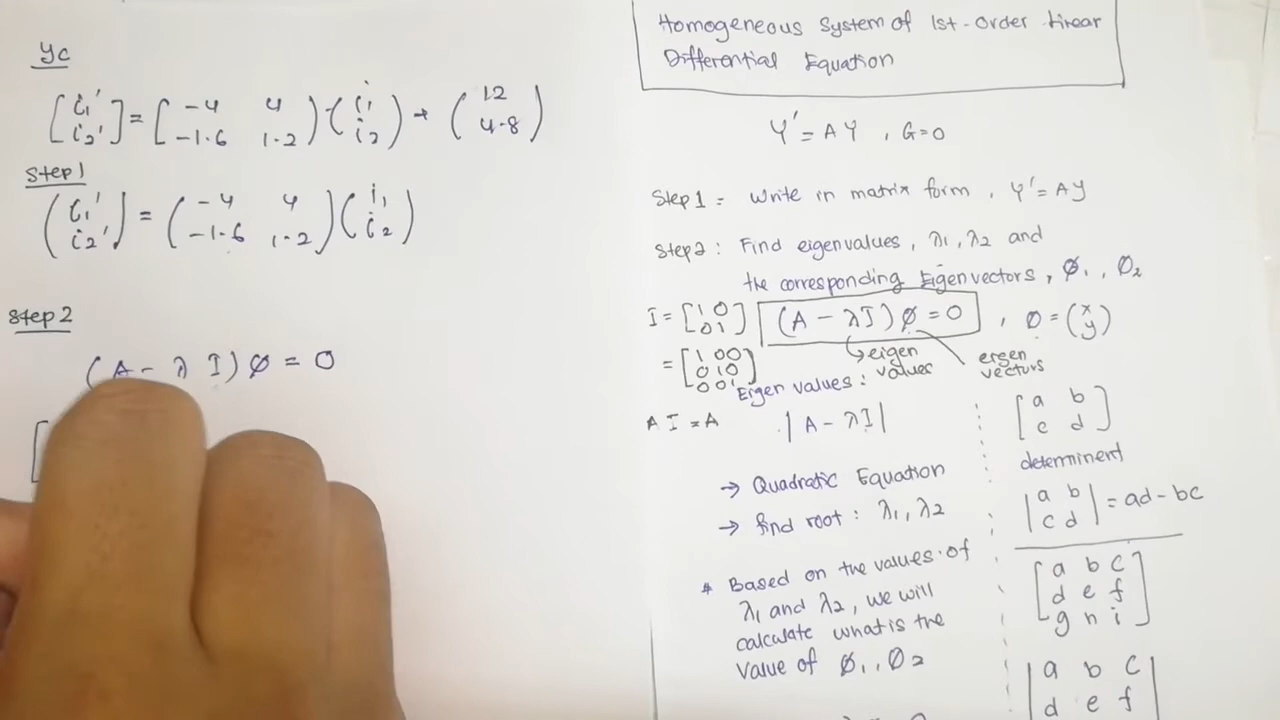 Yc
[i1'
i2'] = [-4 4
-1.6 1.2) (i1
i2) + (12
4.8)
Step 1
(i1'
i2') = (-4 4
-1.6 1.2) (i1
i2)
Step 2
(A - λ I) ø = 0
Homogeneous System of 1st-Order Linear
Differential Equation
Y' = AY , G=0
Step 1 = Write in matrix form, Y' = AY
Step 2 : Find eigenvalues, λ1, λ2 and
the corresponding Eigenvectors, ø1, ø2
I = [1 0
0 1]
(A - λI) ø = 0 , ø = (x
y)
= [1 0 0
0 1 0
0 0 1]
eigen
values
eigen
vectors
Eigen values :
A I = A
|A - λI|
→ Quadratic Equation
→ find root : λ1, λ2
* Based on the values of
λ1 and λ2, we will
calculate what is the
value of ø1, ø2
[a b
c d]
determinent
|a b
c d| = ad - bc
[a b c
d e f
g h i]
|a b c
d e f|